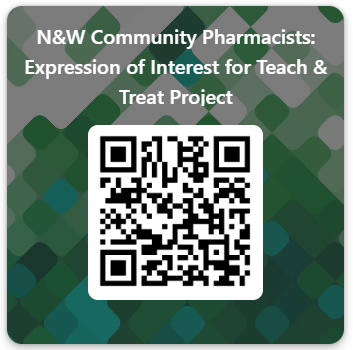 N&W Community Pharmacists:
Expression of Interest for Teach &
Treat Project